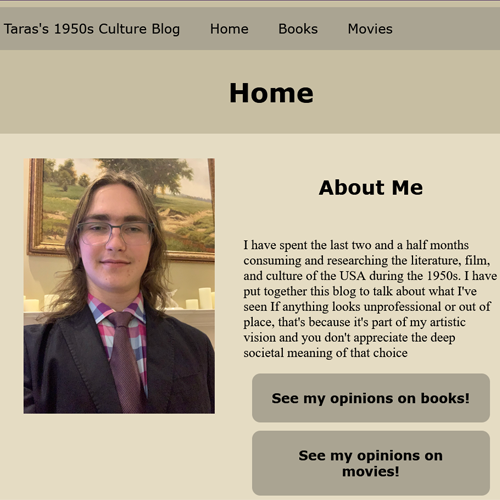 Taras's 1950s Culture Blog Home Books Movies
Home
About Me
I have spent the last two and a half months
consuming and researching the literature, film,
and culture of the USA during the 1950s. I have
put together this blog to talk about what I've
seen If anything looks unprofessional or out of
place, that's because it's part of my artistic
vision and you don't appreciate the deep
societal meaning of that choice
See my opinions on books!
See my opinions on
movies!